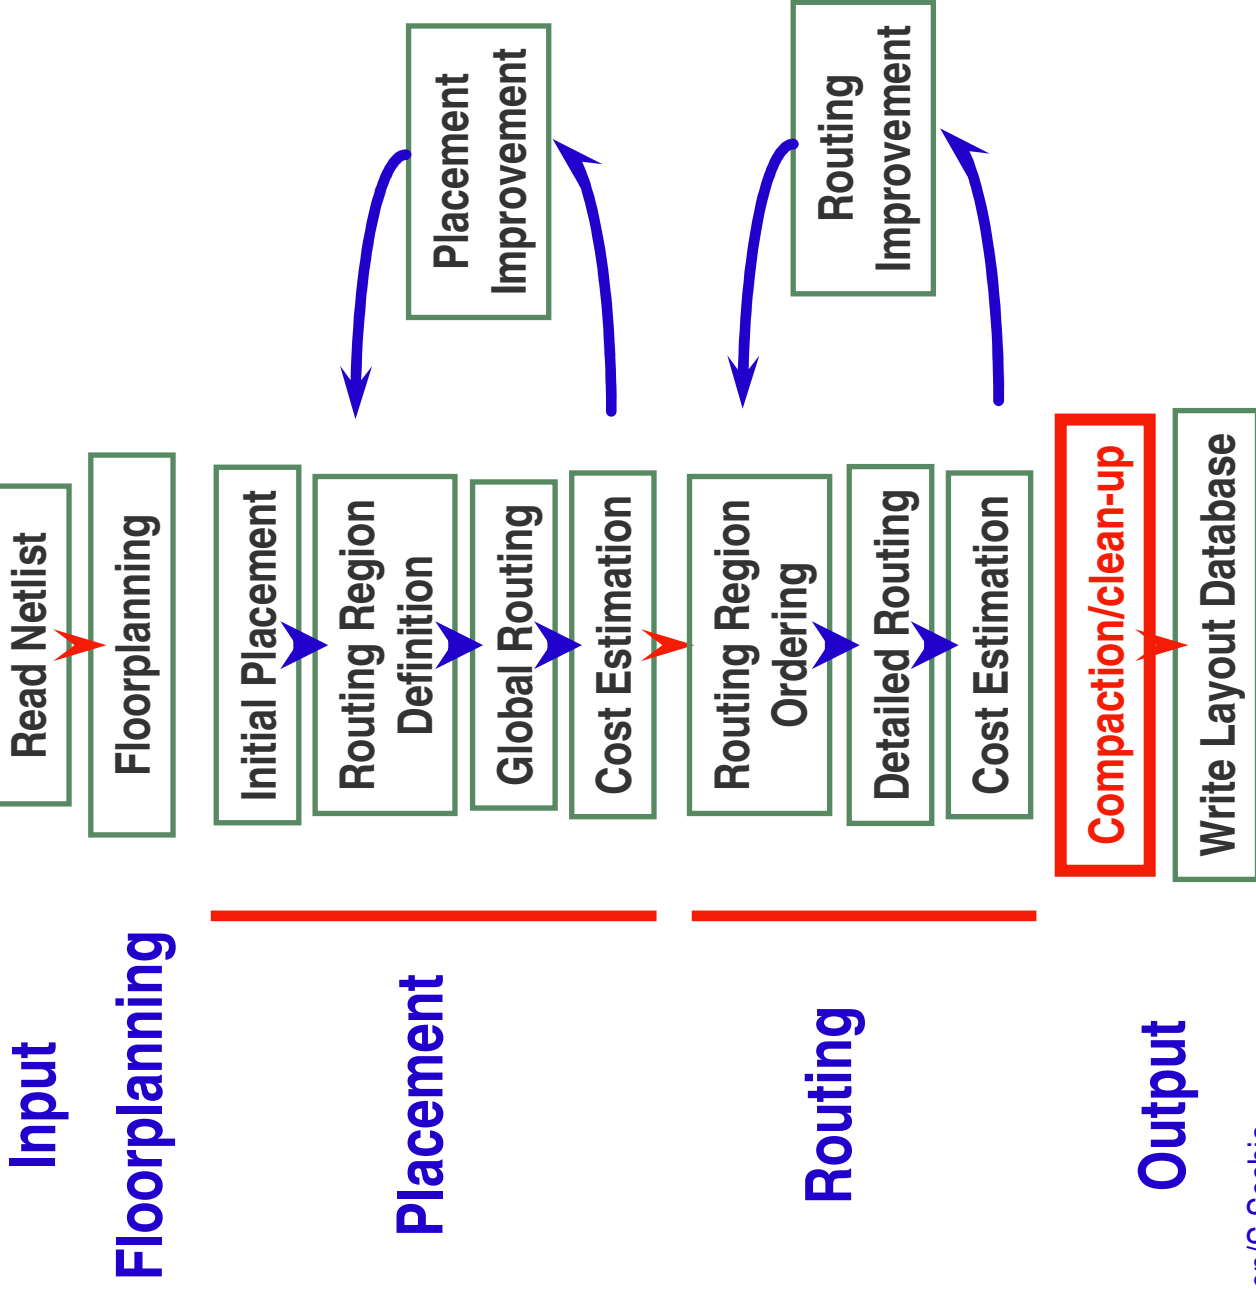 Input
Read Netlist
Floorplanning
Floorplanning
Placement
Initial Placement
Routing Region
Definition
Global Routing
Cost Estimation
Placement
Improvement
Routing
Routing Region
Ordering
Detailed Routing
Cost Estimation
Routing
Improvement
Compaction/clean-up
Output
Write Layout Database